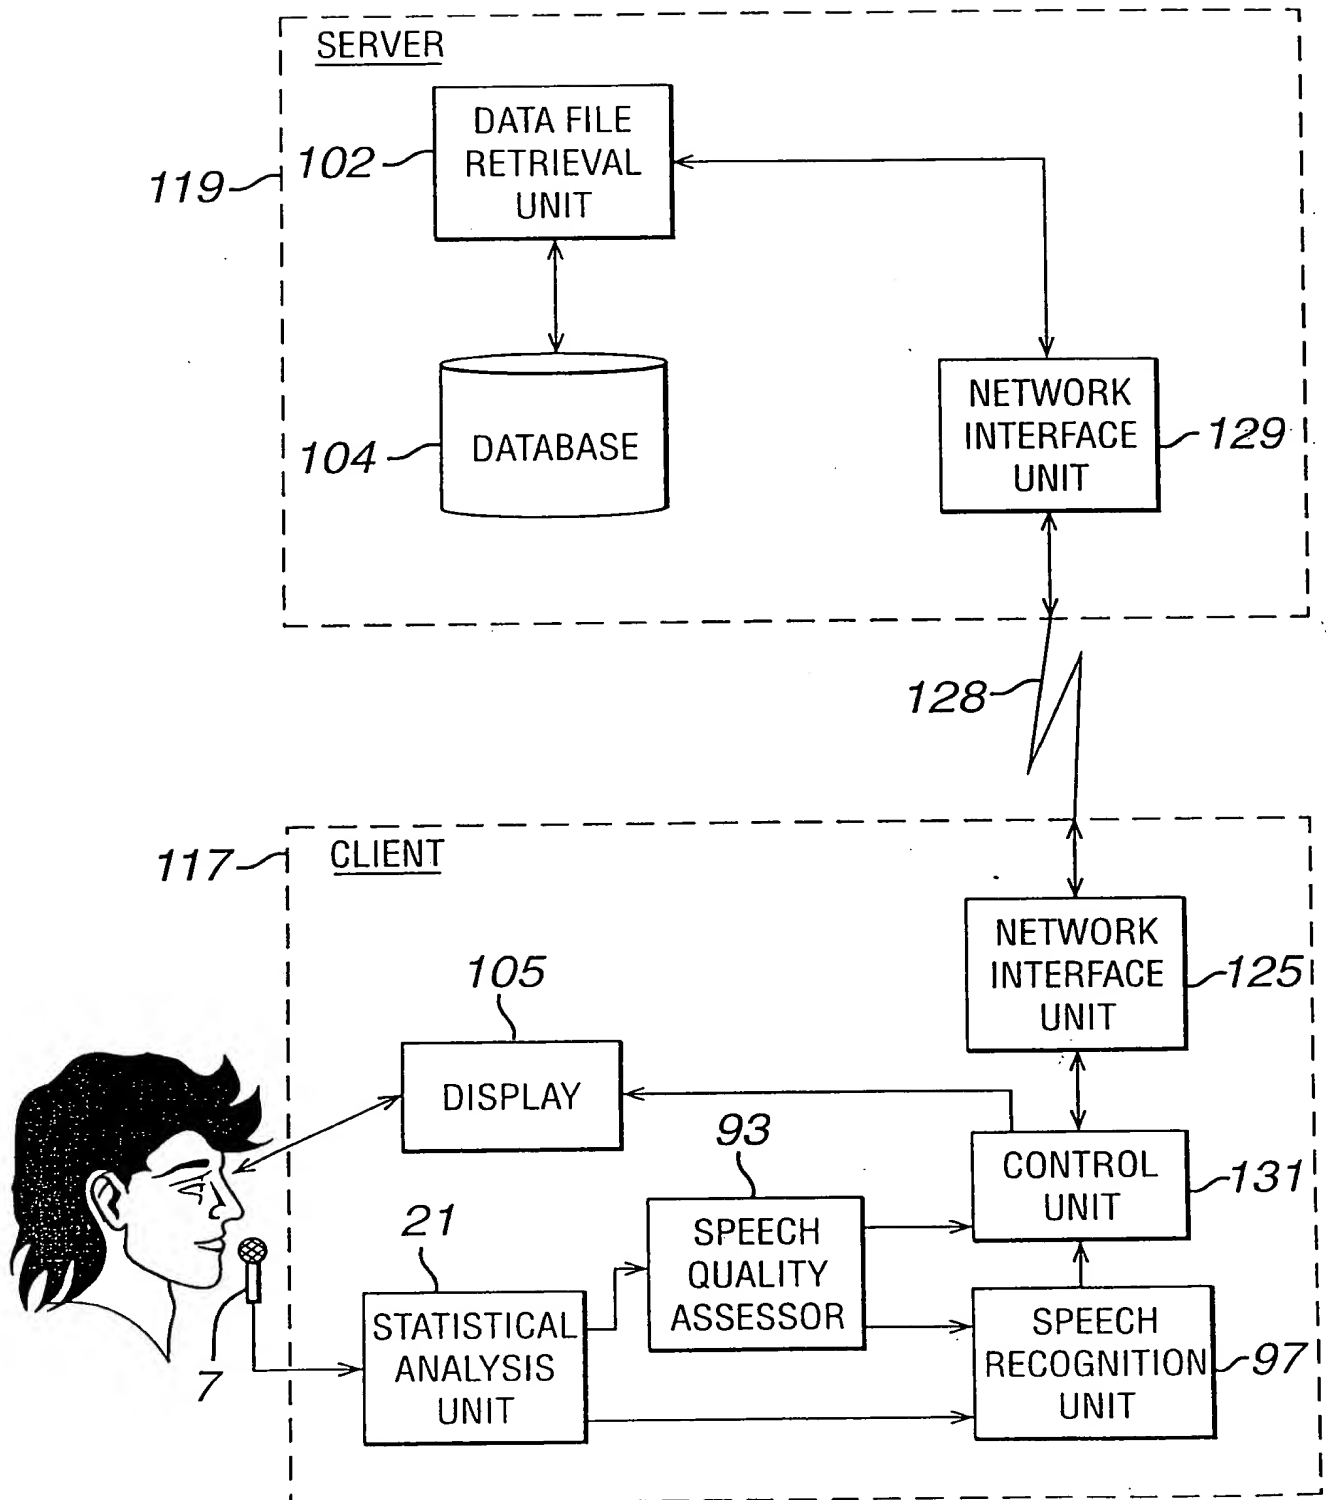 SERVER
DATA FILE
RETRIEVAL
UNIT
102
119
DATABASE
104
NETWORK
INTERFACE
UNIT
129
128
117
CLIENT
NETWORK
INTERFACE
UNIT
125
105
DISPLAY
93
CONTROL
UNIT
131
21
SPEECH
QUALITY
ASSESSOR
STATISTICAL
ANALYSIS
UNIT
7
SPEECH
RECOGNITION
UNIT
97